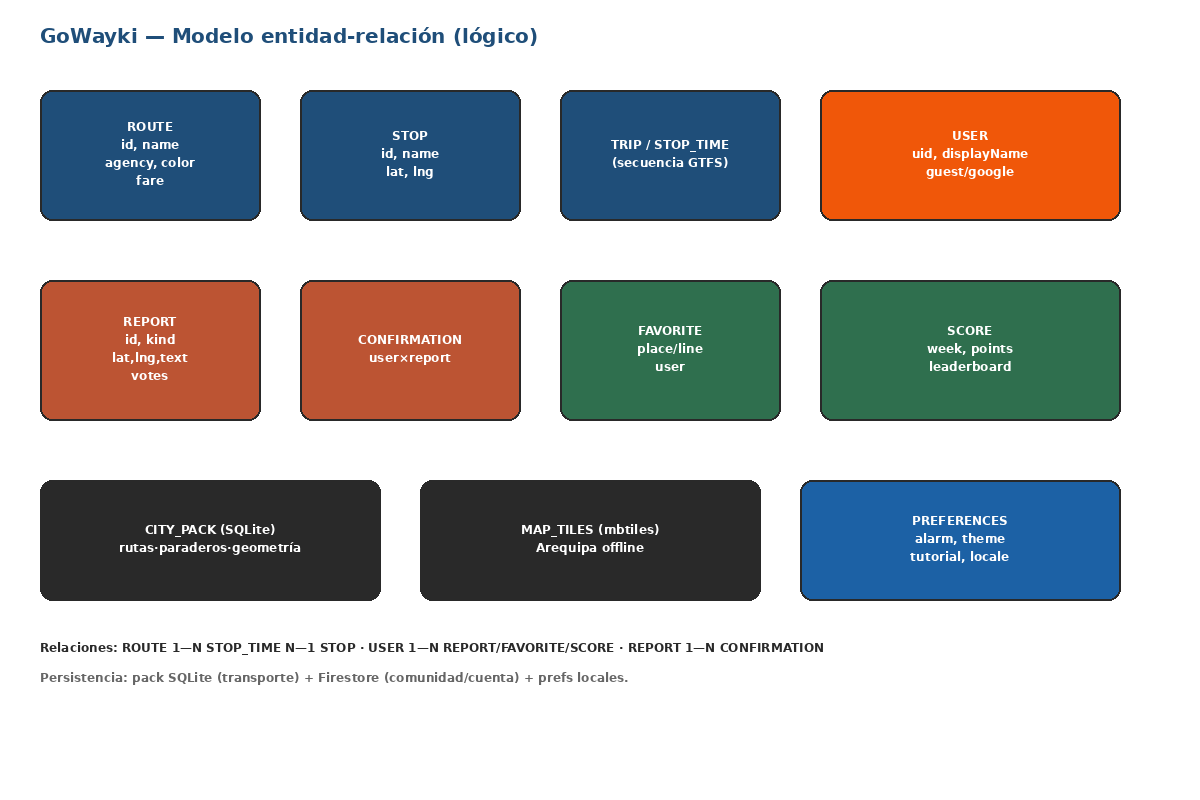 GoWayki — Modelo entidad-relación (lógico)
ROUTE
id, name
agency, color
fare
STOP
id, name
lat, lng
TRIP / STOP_TIME
(secuencia GTFS)
USER
uid, displayName
guest/google
REPORT
id, kind
lat,lng,text
votes
CONFIRMATION
user×report
FAVORITE
place/line
user
SCORE
week, points
leaderboard
CITY_PACK (SQLite)
rutas·paraderos·geometría
MAP_TILES (mbtiles)
Arequipa offline
PREFERENCES
alarm, theme
tutorial, locale
Relaciones: ROUTE 1—N STOP_TIME N—1 STOP · USER 1—N REPORT/FAVORITE/SCORE · REPORT 1—N CONFIRMATION
Persistencia: pack SQLite (transporte) + Firestore (comunidad/cuenta) + prefs locales.